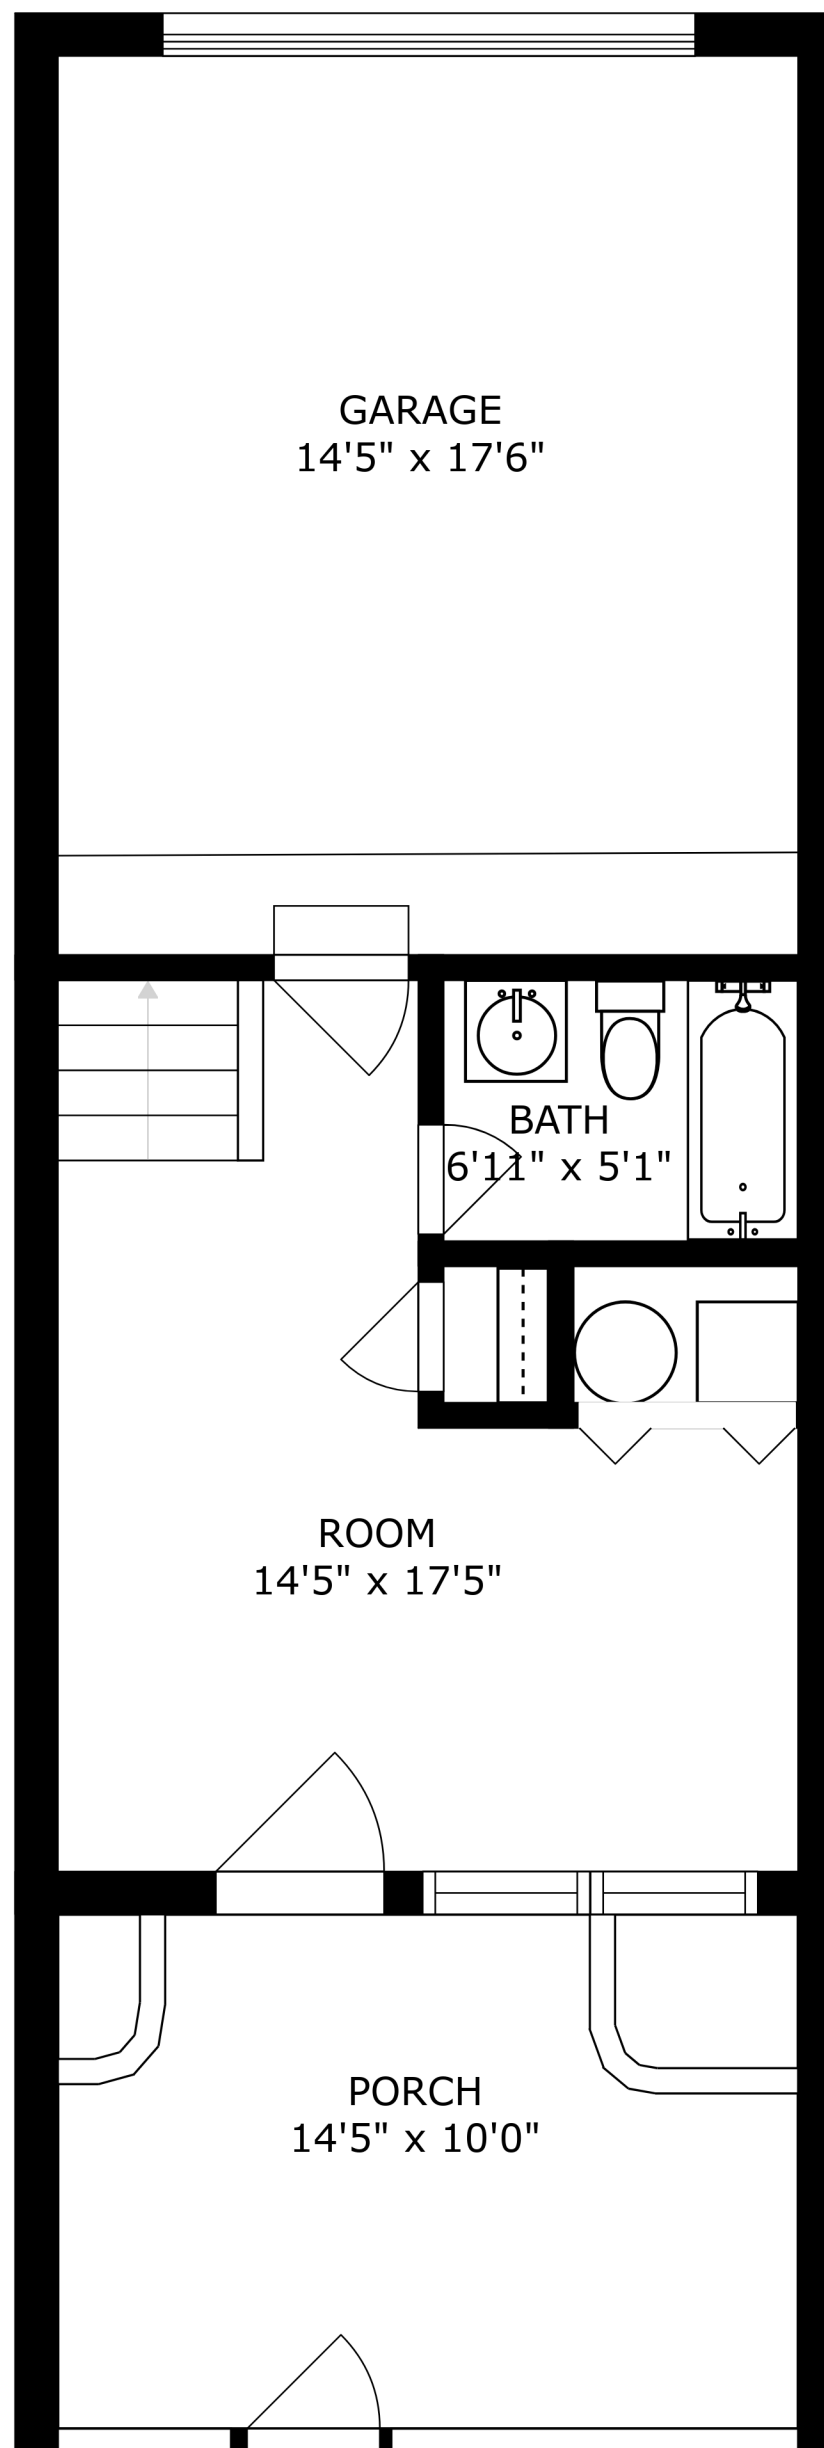 GARAGE
14'5" x 17'6"
BATH
6'11" x 5'1"
ROOM
14'5" x 17'5"
PORCH
14'5" x 10'0"